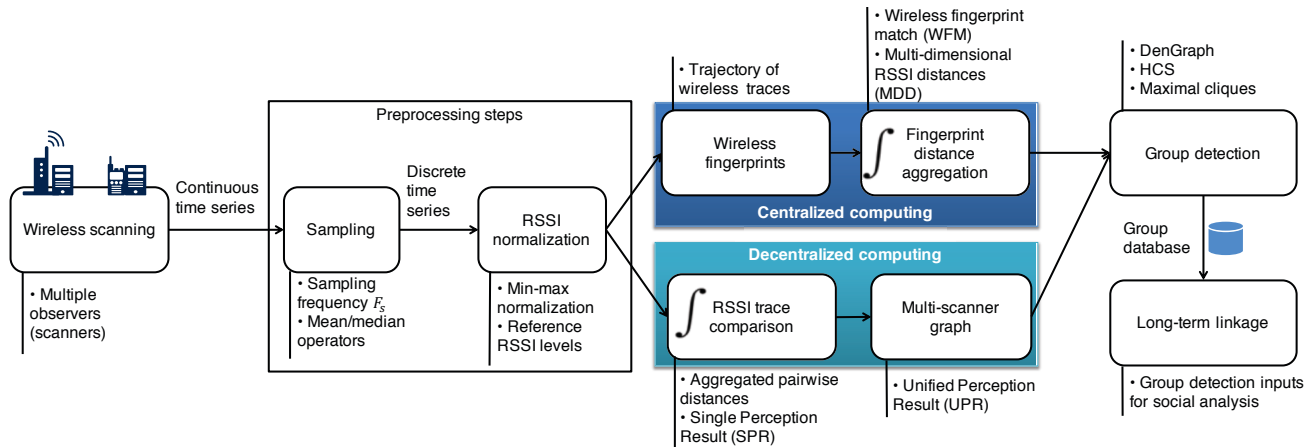 Wireless scanning
• Multiple
observers
(scanners)
Continuous
time series
Preprocessing steps
Sampling
• Sampling
frequency F_s
• Mean/median
operators
Discrete
time
series
RSSI
normalization
• Min-max
normalization
• Reference
RSSI levels
• Trajectory of
wireless traces
Wireless
fingerprints
• Wireless fingerprint
match (WFM)
• Multi-dimensional
RSSI distances
(MDD)
∫ Fingerprint
distance
aggregation
Centralized computing
Decentralized computing
∫ RSSI trace
comparison
• Aggregated pairwise
distances
• Single Perception
Result (SPR)
Multi-scanner
graph
• Unified Perception
Result (UPR)
• DenGraph
• HCS
• Maximal cliques
Group detection
Group
database
Long-term linkage
• Group detection inputs
for social analysis